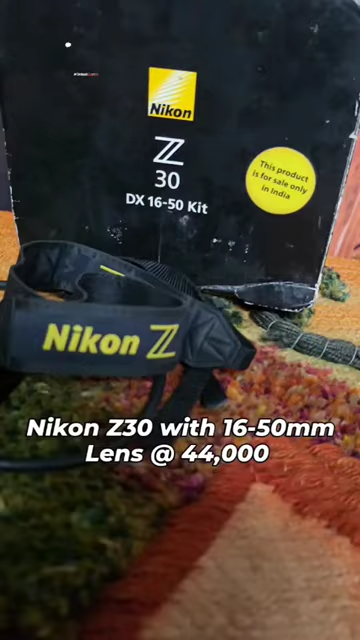 Nikon
Z
30
DX 16-50 Kit
This product
is for sale only
in India
Nikon Z
Nikon Z30 with 16-50mm
Lens @ 44,000